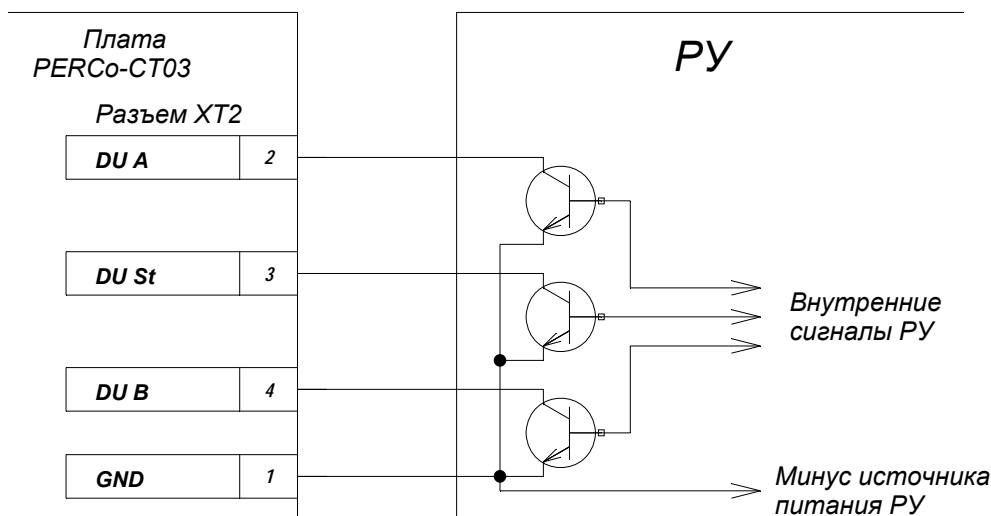 Плата
PERCo-CT03
РУ
Разъем XT2
DU A 2
DU St 3
DU B 4
GND 1
Внутренние
сигналы РУ
Минус источника
питания РУ